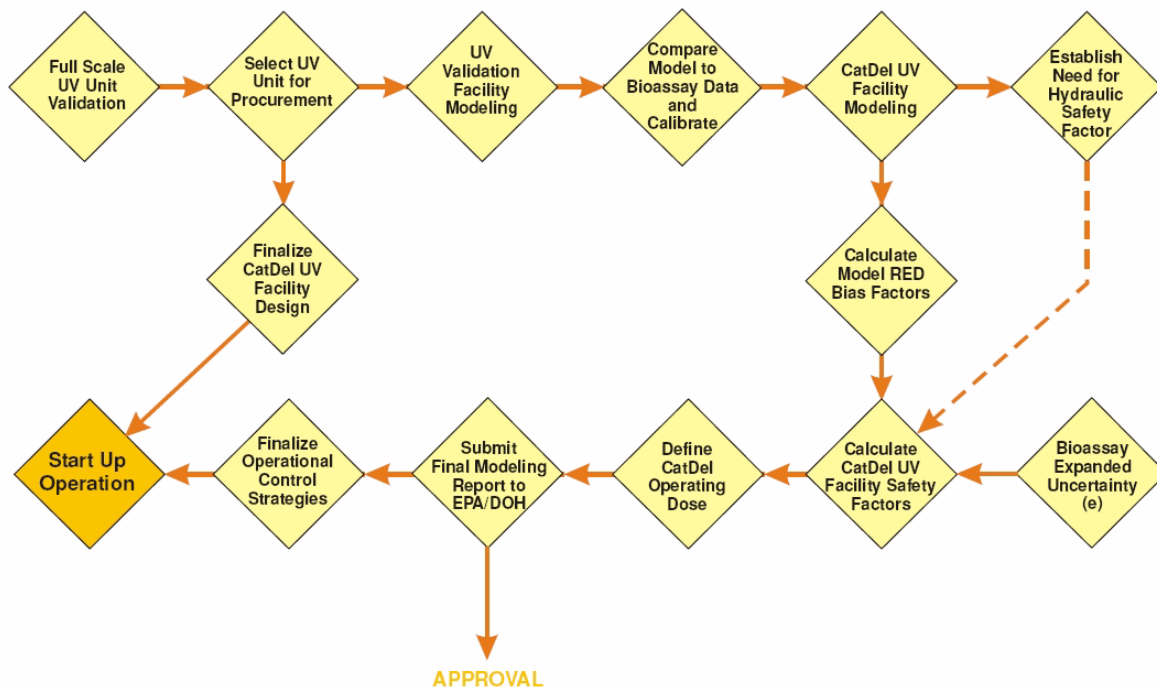 Full Scale
UV Unit
Validation
Select UV
Unit for
Procurement
UV
Validation
Facility
Modeling
Compare
Model to
Bioassay Data
and
Calibrate
CatDel UV
Facility
Modeling
Establish
Need for
Hydraulic
Safety
Factor
Finalize
CatDel UV
Facility
Design
Calculate
Model RED
Bias Factors
Start Up
Operation
Finalize
Operational
Control
Strategies
Submit
Final Modeling
Report to
EPA/DOH
Define
CatDel
Operating
Dose
Calculate
CatDel UV
Facility Safety
Factors
Bioassay
Expanded
Uncertainty
(e)
APPROVAL